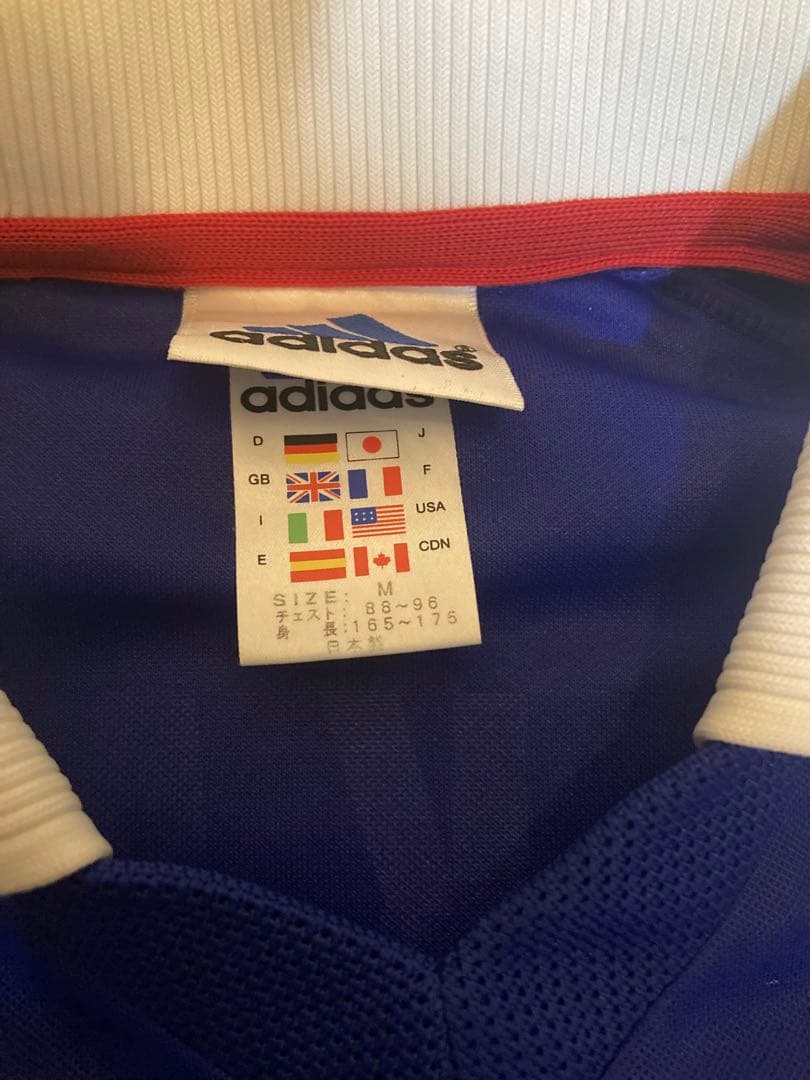 adidas®
adidas
D J
GB F
I USA
E CDN
SIZE: M
チェスト: 88~96
身 長:165~175
日本製